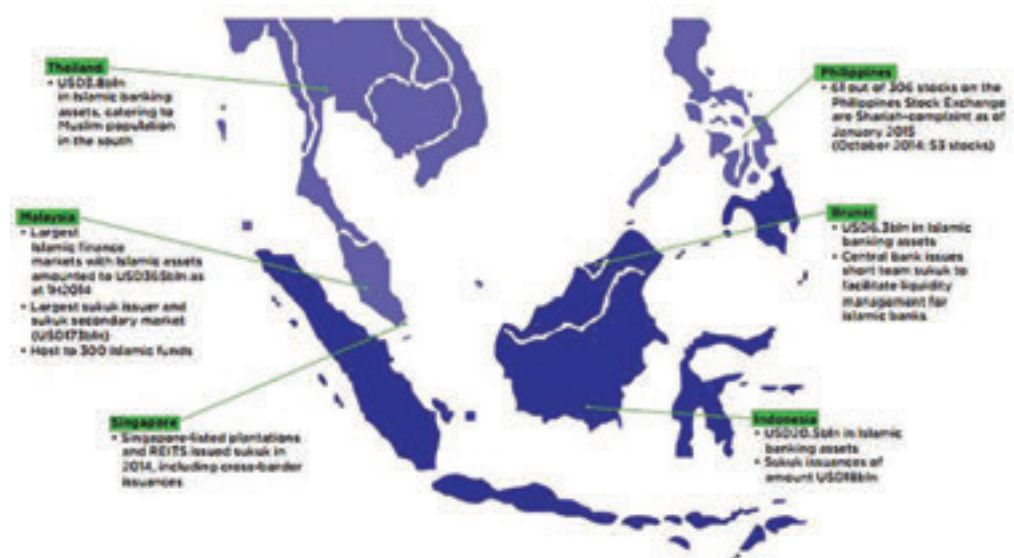 Thailand
• USD3.8bln
in Islamic banking
assets, catering to
Muslim population
in the south
Philippines
• 61 out of 306 stocks on the
Philippines Stock Exchange
are Shariah-complaint as of
January 2015
(October 2014: 53 stocks)
Malaysia
• Largest
Islamic finance
markets with Islamic assets
amounted to USD365bln as
at 1H2014
• Largest sukuk issuer and
sukuk secondary market
(USD173bln)
• Host to 300 Islamic funds
Brunei
• USD6.3bln in Islamic
banking assets
• Central bank issues
short team sukuk to
facilitate liquidity
management for
Islamic banks
Singapore
• Singapore-listed plantations
and REITS issued sukuk in
2014, including cross-border
issuances
Indonesia
• USD20.5bln in Islamic
banking assets
• Sukuk issuances of
amount USD18bln